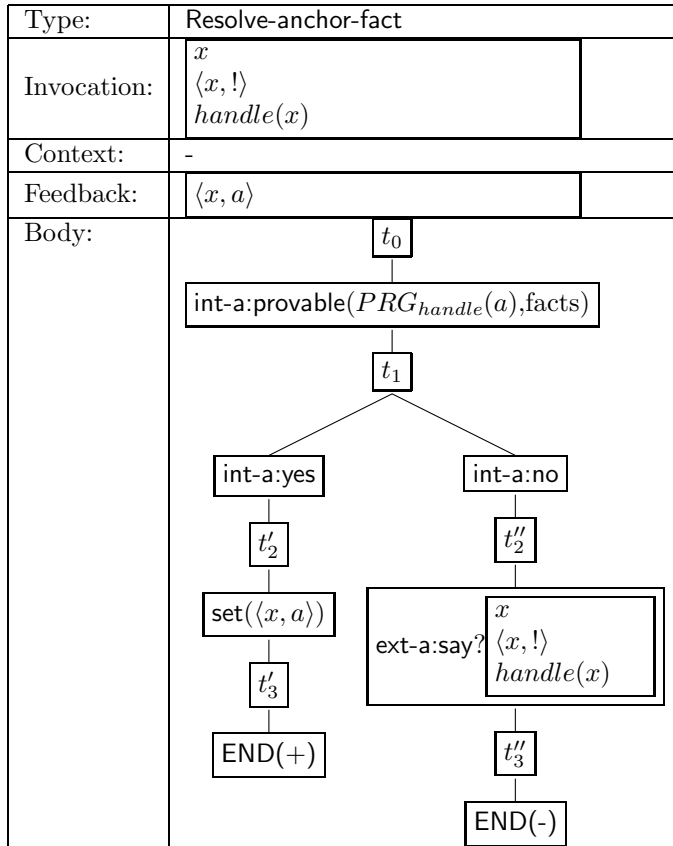 Type: Resolve-anchor-fact
Invocation:
x
⟨x, !⟩
handle(x)
Context: -
Feedback: ⟨x, a⟩
Body:
t₀
int-a:provable(PRG_handle(a),facts)
t₁
int-a:yes int-a:no
t′₂ t″₂
set(⟨x, a⟩)
ext-a:say?
x
⟨x, !⟩
handle(x)
t′₃
END(+)
t″₃
END(-)